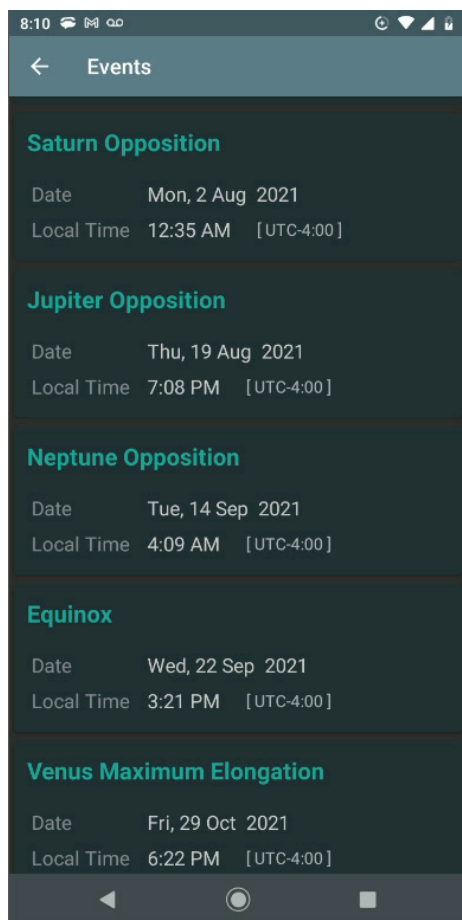 8:10
Events
Saturn Opposition
Date Mon, 2 Aug 2021
Local Time 12:35 AM [ UTC-4:00 ]
Jupiter Opposition
Date Thu, 19 Aug 2021
Local Time 7:08 PM [ UTC-4:00 ]
Neptune Opposition
Date Tue, 14 Sep 2021
Local Time 4:09 AM [ UTC-4:00 ]
Equinox
Date Wed, 22 Sep 2021
Local Time 3:21 PM [ UTC-4:00 ]
Venus Maximum Elongation
Date Fri, 29 Oct 2021
Local Time 6:22 PM [ UTC-4:00 ]